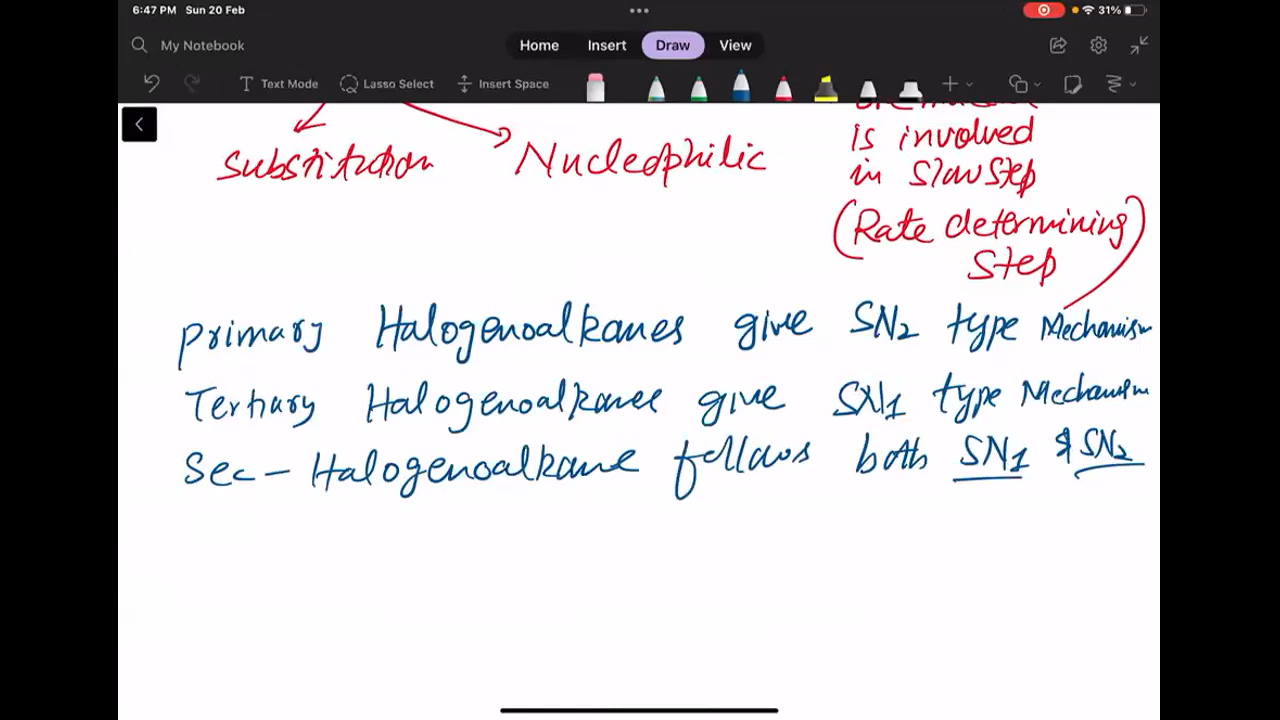 6:47 PM Sun 20 Feb
31%
My Notebook
Home Insert Draw View
Text Mode Lasso Select Insert Space
is involved
in Slow Step
(Rate determining)
Step
Substitution
Nucleophilic
primary Halogenoalkanes give SN2 type Mechanism
Tertiary Halogenoalkanes give SN1 type Mechanism
Sec - Halogenoalkane follows both SN1 & SN2